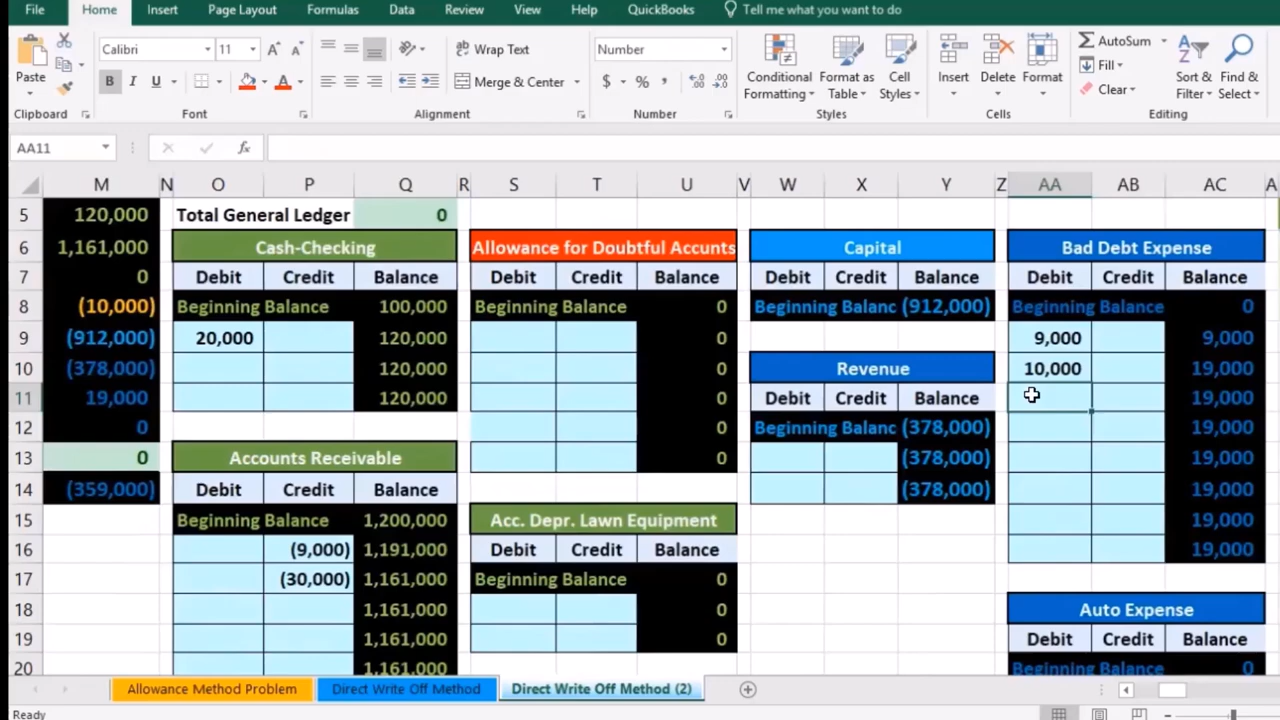 File Home Insert Page Layout Formulas Data Review View Help QuickBooks Tell me what you want to do
Calibri 11 A A Wrap Text Number AutoSum
Paste B I U A Merge & Center $ % , Conditional Formatting Format as Table Cell Styles Insert Delete Format Fill Clear Sort & Filter Find & Select
Clipboard Font Alignment Number Styles Cells Editing
AA11 fx
M N O P Q R S T U V W X Y Z AA AB AC A
5 120,000 Total General Ledger 0
6 1,161,000 Cash-Checking Allowance for Doubtful Accunts Capital Bad Debt Expense
7 0 Debit Credit Balance Debit Credit Balance Debit Credit Balance Debit Credit Balance
8 (10,000) Beginning Balance 100,000 Beginning Balance 0 Beginning Balanc (912,000) Beginning Balance 0
9 (912,000) 20,000 120,000 0 9,000 9,000
10 (378,000) 120,000 0 Revenue 10,000 19,000
11 19,000 120,000 0 Debit Credit Balance 19,000
12 0 0 Beginning Balanc (378,000) 19,000
13 0 Accounts Receivable 0 (378,000) 19,000
14 (359,000) Debit Credit Balance (378,000) 19,000
15 Beginning Balance 1,200,000 Acc. Depr. Lawn Equipment 19,000
16 (9,000) 1,191,000 Debit Credit Balance 19,000
17 (30,000) 1,161,000 Beginning Balance 0
18 1,161,000 0 Auto Expense
19 1,161,000 0 Debit Credit Balance
20 1,161,000 Beginning Balance 0
Allowance Method Problem Direct Write Off Method Direct Write Off Method (2)
Ready